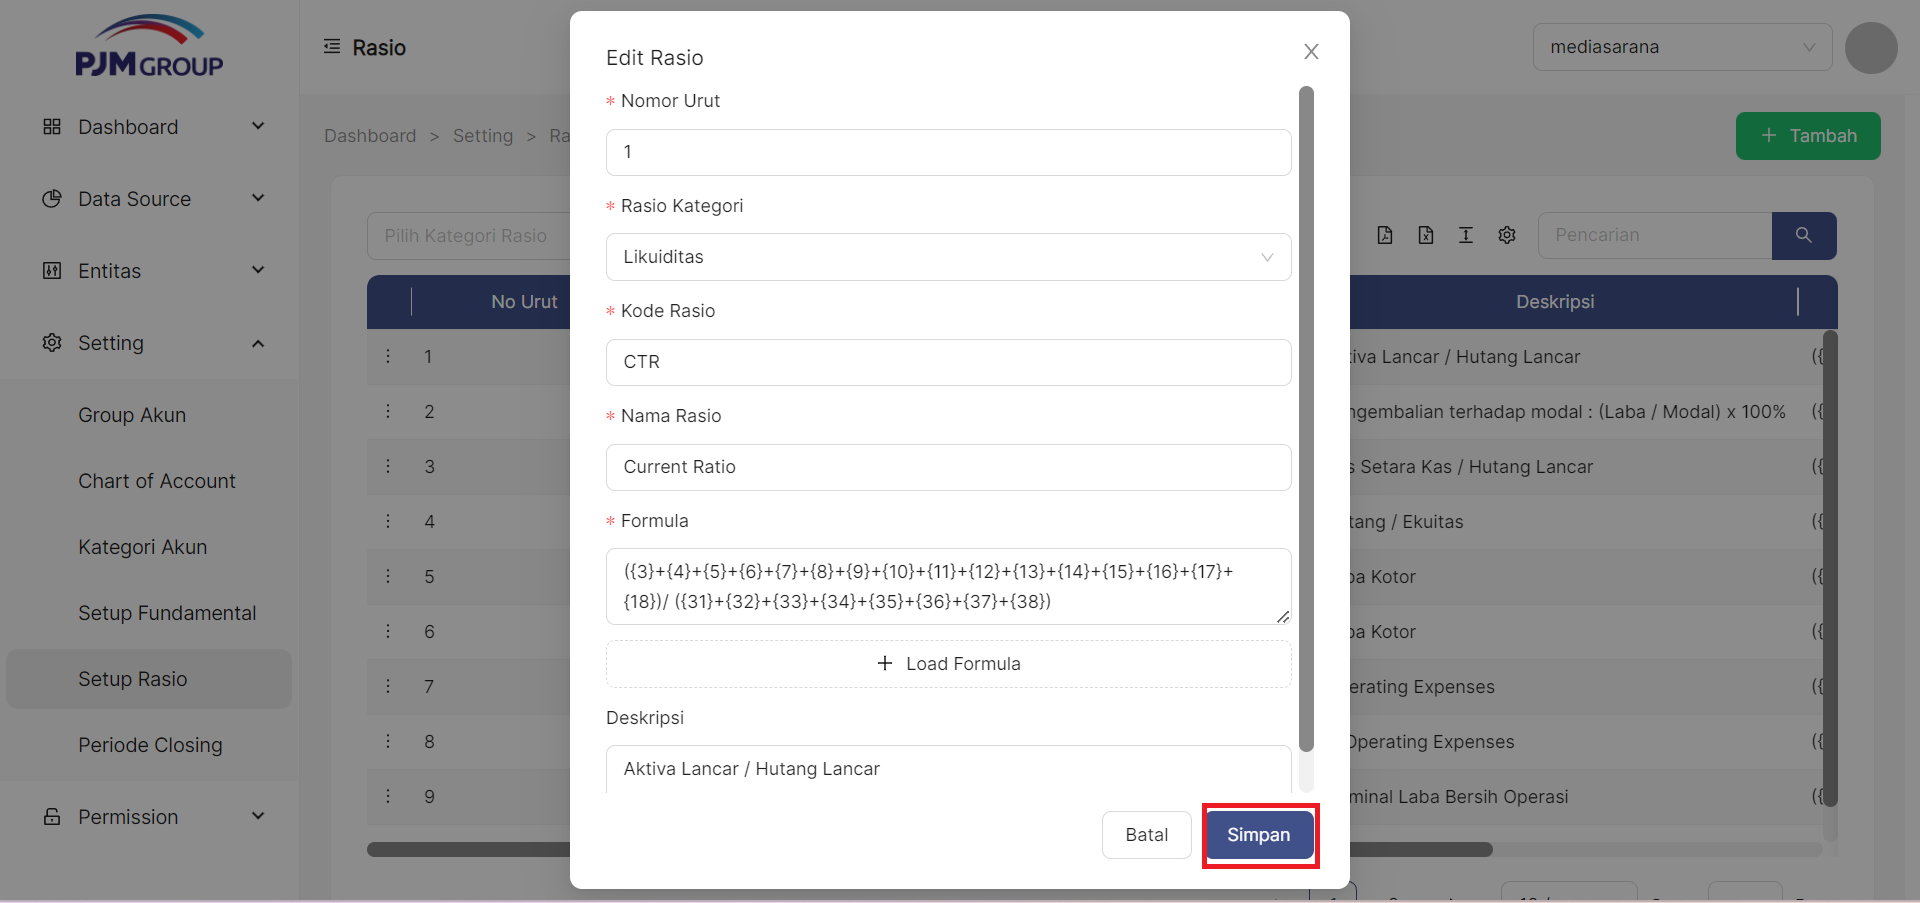 PJM GROUP
Rasio
mediasarana
Dashboard
Data Source
Entitas
Setting
Group Akun
Chart of Account
Kategori Akun
Setup Fundamental
Setup Rasio
Periode Closing
Permission
Dashboard > Setting > Ra
+ Tambah
Pilih Kategori Rasio
Pencarian
No Urut
Deskripsi
1
tiva Lancar / Hutang Lancar ({
2
ngembalian terhadap modal : (Laba / Modal) x 100% ({
3
s Setara Kas / Hutang Lancar ({
4
tang / Ekuitas ({
5
ba Kotor ({
6
ba Kotor ({
7
erating Expenses ({
8
Operating Expenses ({
9
minal Laba Bersih Operasi ({
Edit Rasio
* Nomor Urut
1
* Rasio Kategori
Likuiditas
* Kode Rasio
CTR
* Nama Rasio
Current Ratio
* Formula
({3}+{4}+{5}+{6}+{7}+{8}+{9}+{10}+{11}+{12}+{13}+{14}+{15}+{16}+{17}+
{18})/ ({31}+{32}+{33}+{34}+{35}+{36}+{37}+{38})
+ Load Formula
Deskripsi
Aktiva Lancar / Hutang Lancar
Batal
Simpan